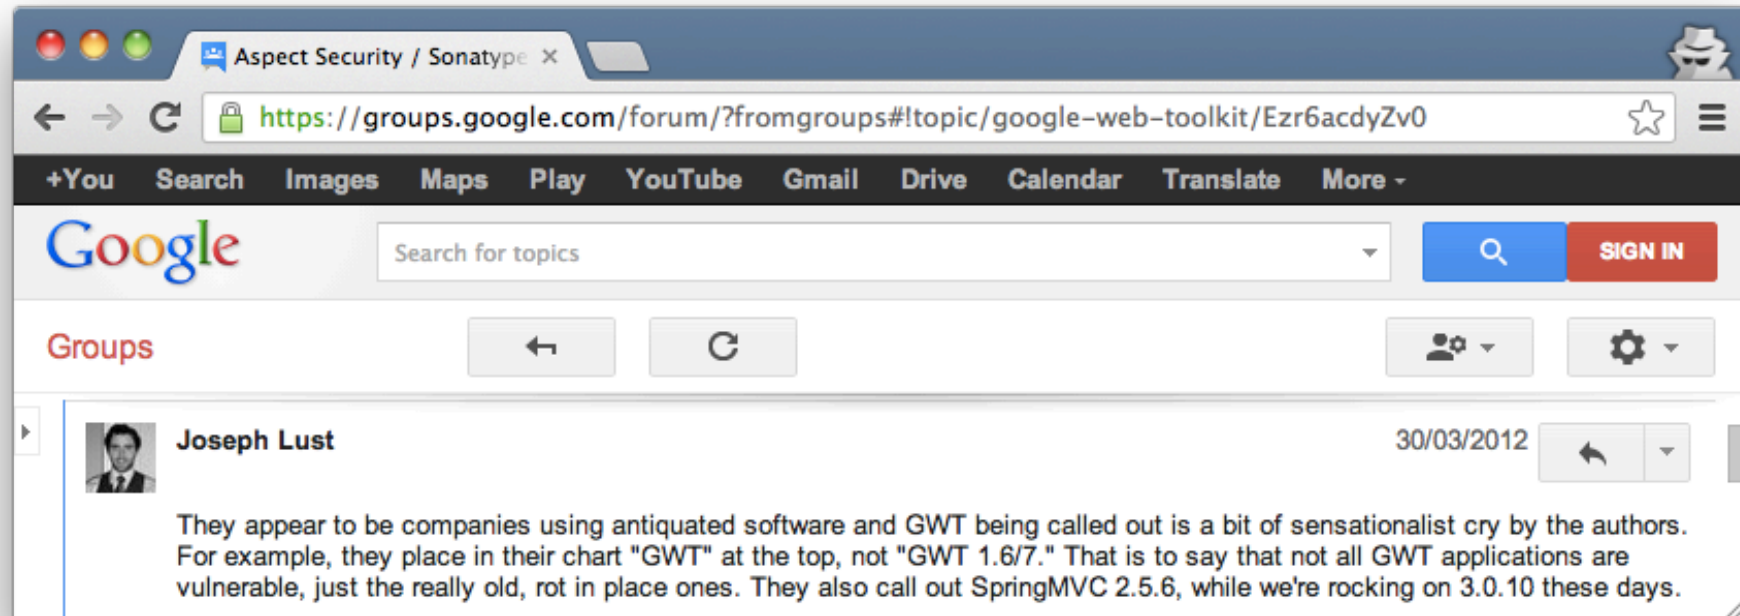 Aspect Security / Sonatype
https://groups.google.com/forum/?fromgroups#!topic/google-web-toolkit/Ezr6acdyZv0
+You Search Images Maps Play YouTube Gmail Drive Calendar Translate More
Google Search for topics SIGN IN
Groups
Joseph Lust 30/03/2012
They appear to be companies using antiquated software and GWT being called out is a bit of sensationalist cry by the authors.
For example, they place in their chart "GWT" at the top, not "GWT 1.6/7." That is to say that not all GWT applications are
vulnerable, just the really old, rot in place ones. They also call out SpringMVC 2.5.6, while we're rocking on 3.0.10 these days.